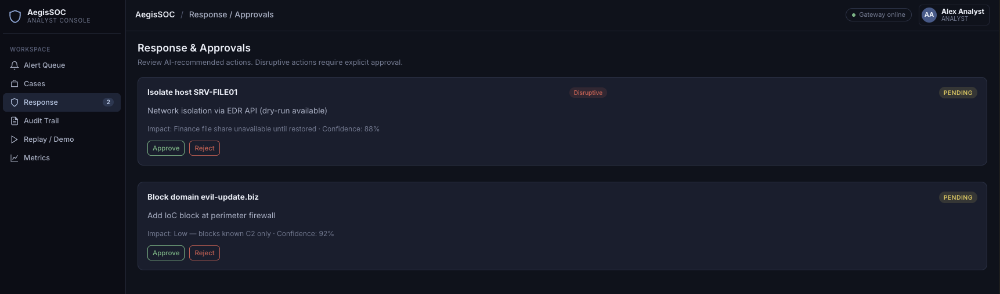 AegisSOC
ANALYST CONSOLE
WORKSPACE
Alert Queue
Cases
Response 2
Audit Trail
Replay / Demo
Metrics
AegisSOC / Response / Approvals
Gateway online
AA
Alex Analyst
ANALYST
Response & Approvals
Review AI-recommended actions. Disruptive actions require explicit approval.
Isolate host SRV-FILE01 Disruptive PENDING
Network isolation via EDR API (dry-run available)
Impact: Finance file share unavailable until restored · Confidence: 88%
Approve Reject
Block domain evil-update.biz PENDING
Add IoC block at perimeter firewall
Impact: Low — blocks known C2 only · Confidence: 92%
Approve Reject